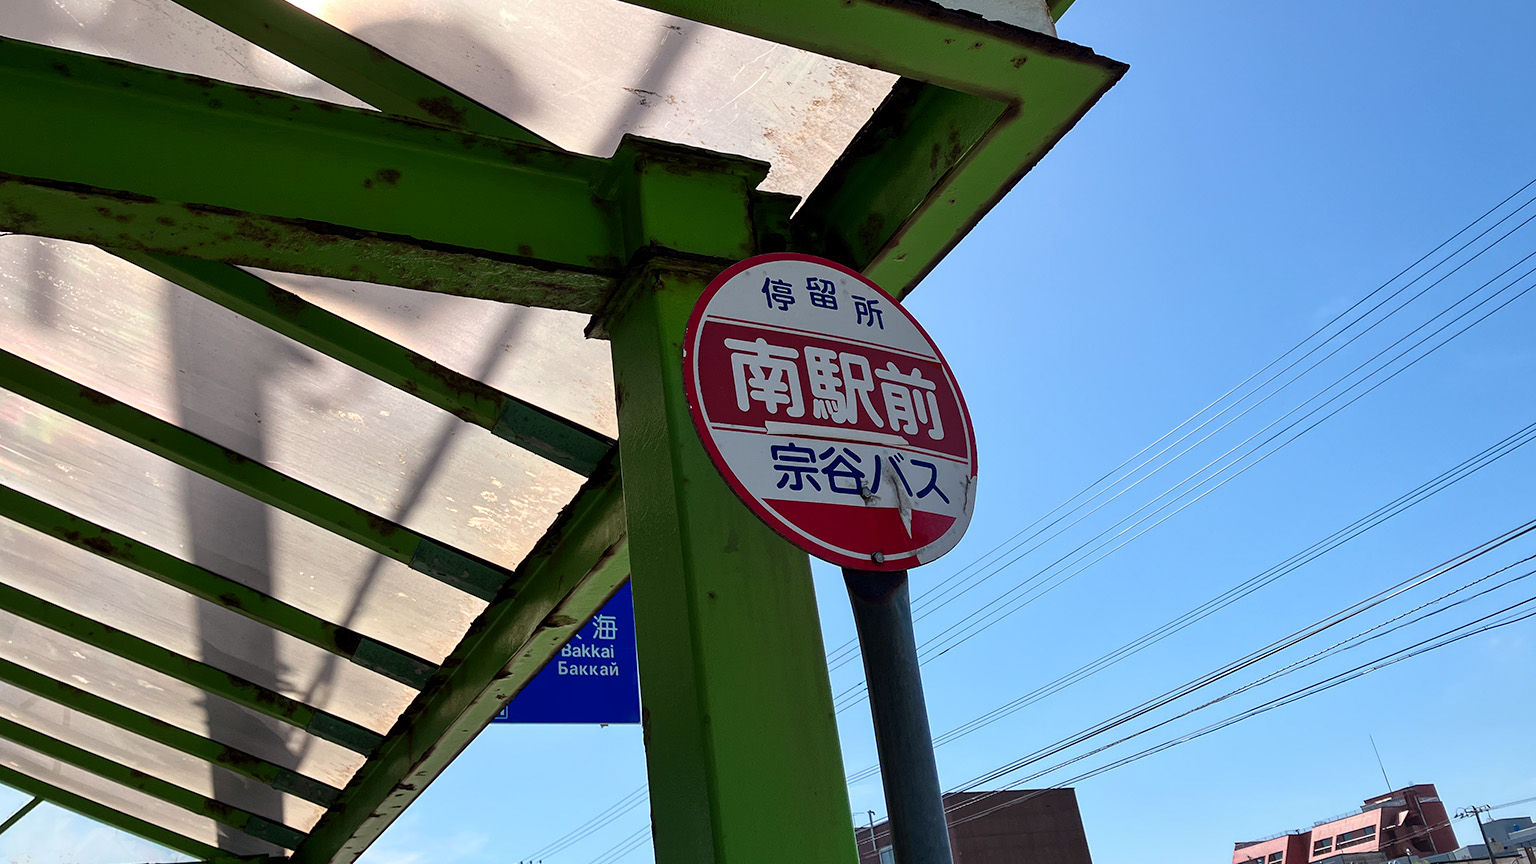 停留所
南駅前
宗谷バス
海
Bakkai
Баккай